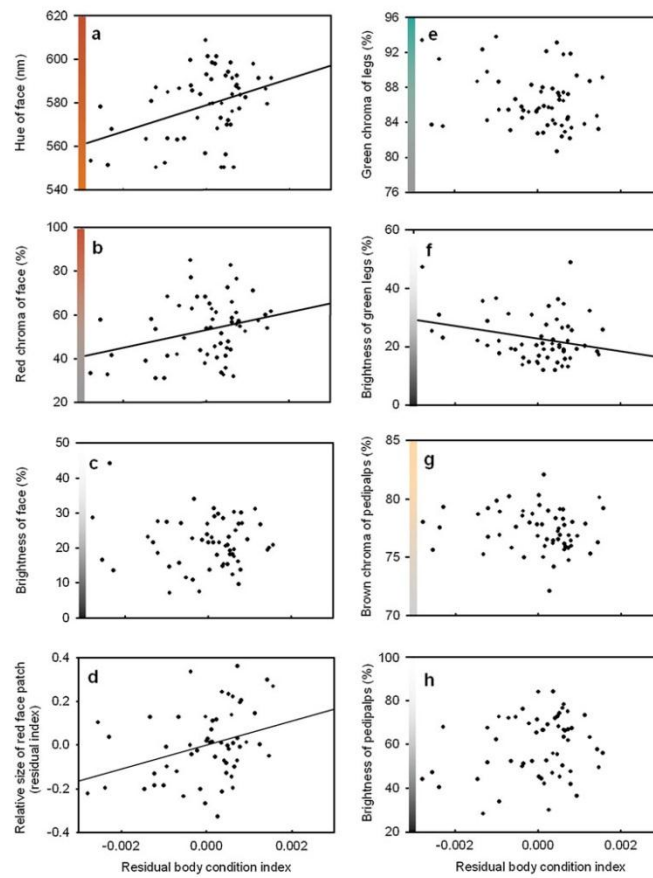 a
Hue of face (nm)
620
600
580
560
540
b
Red chroma of face (%)
100
80
60
40
20
c
Brightness of face (%)
50
40
30
20
10
0
d
Relative size of red face patch
(residual index)
0.4
0.2
0.0
-0.2
-0.4
-0.002 0.000 0.002
Residual body condition index
e
Green chroma of legs (%)
96
92
88
84
80
76
f
Brightness of green legs (%)
60
40
20
0
g
Brown chroma of pedipalps (%)
85
80
75
70
h
Brightness of pedipalps (%)
100
80
60
40
20
-0.002 0.000 0.002
Residual body condition index